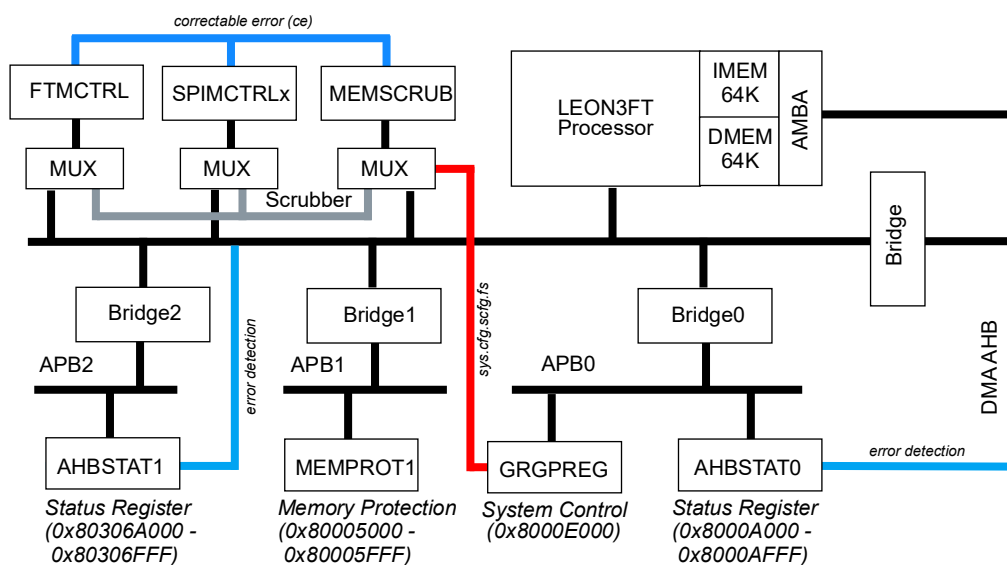 correctable error (ce)
FTMCTRL
SPIMCTRLx
MEMSCRUB
LEON3FT
Processor
IMEM
64K
DMEM
64K
AMBA
MUX
MUX
MUX
Scrubber
Bridge
Bridge2
Bridge1
Bridge0
error detection
sys.cfg.scfg.fs
DMA AHB
APB2
APB1
APB0
AHBSTAT1
MEMPROT1
GRGPREG
AHBSTAT0
error detection
Status Register
(0x80306A000 -
0x80306FFF)
Memory Protection
(0x80005000 -
0x80005FFF)
System Control
(0x8000E000)
Status Register
(0x8000A000 -
0x8000AFFF)